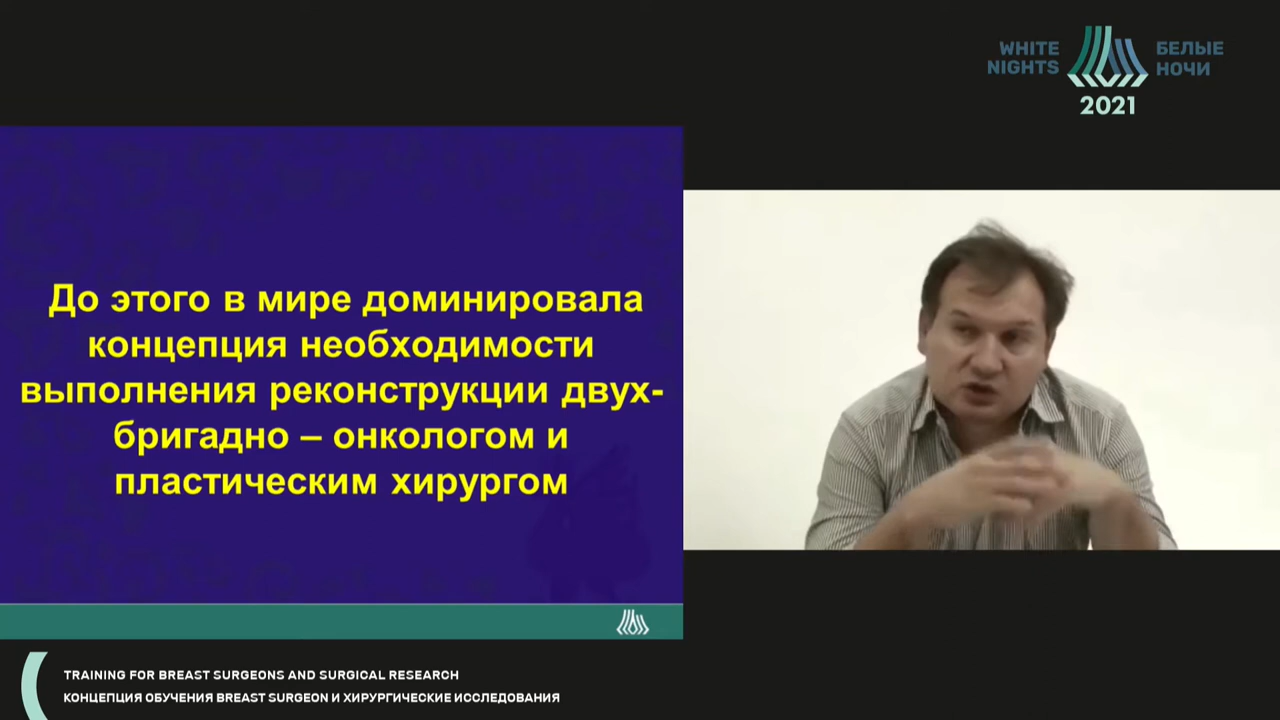 WHITE
NIGHTS
БЕЛЫЕ
НОЧИ
2021
До этого в мире доминировала
концепция необходимости
выполнения реконструкции двух-
бригадно – онкологом и
пластическим хирургом
TRAINING FOR BREAST SURGEONS AND SURGICAL RESEARCH
КОНЦЕПЦИЯ ОБУЧЕНИЯ BREAST SURGEON И ХИРУРГИЧЕСКИЕ ИССЛЕДОВАНИЯ